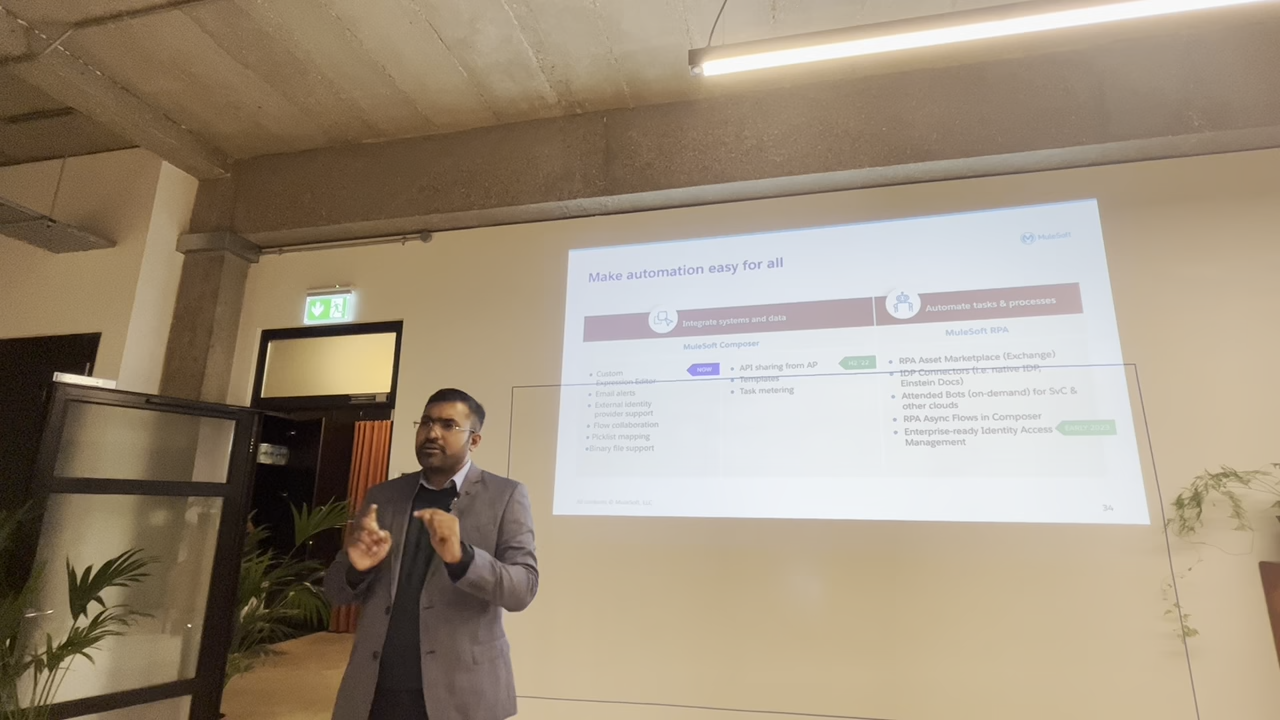 MuleSoft
Make automation easy for all
Integrate systems and data
Automate tasks & processes
MuleSoft Composer
MuleSoft RPA
NOW
• Custom
Expression Editor
• Email alerts
• External identity
provider support
• Flow collaboration
• Picklist mapping
•Binary file support
• API sharing from AP
• Templates
• Task metering
• RPA Asset Marketplace (Exchange)
• IDP Connectors (i.e. native IDP,
Einstein Docs)
• Attended Bots (on-demand) for SvC &
other clouds
• RPA Async Flows in Composer
• Enterprise-ready Identity Access
Management
34